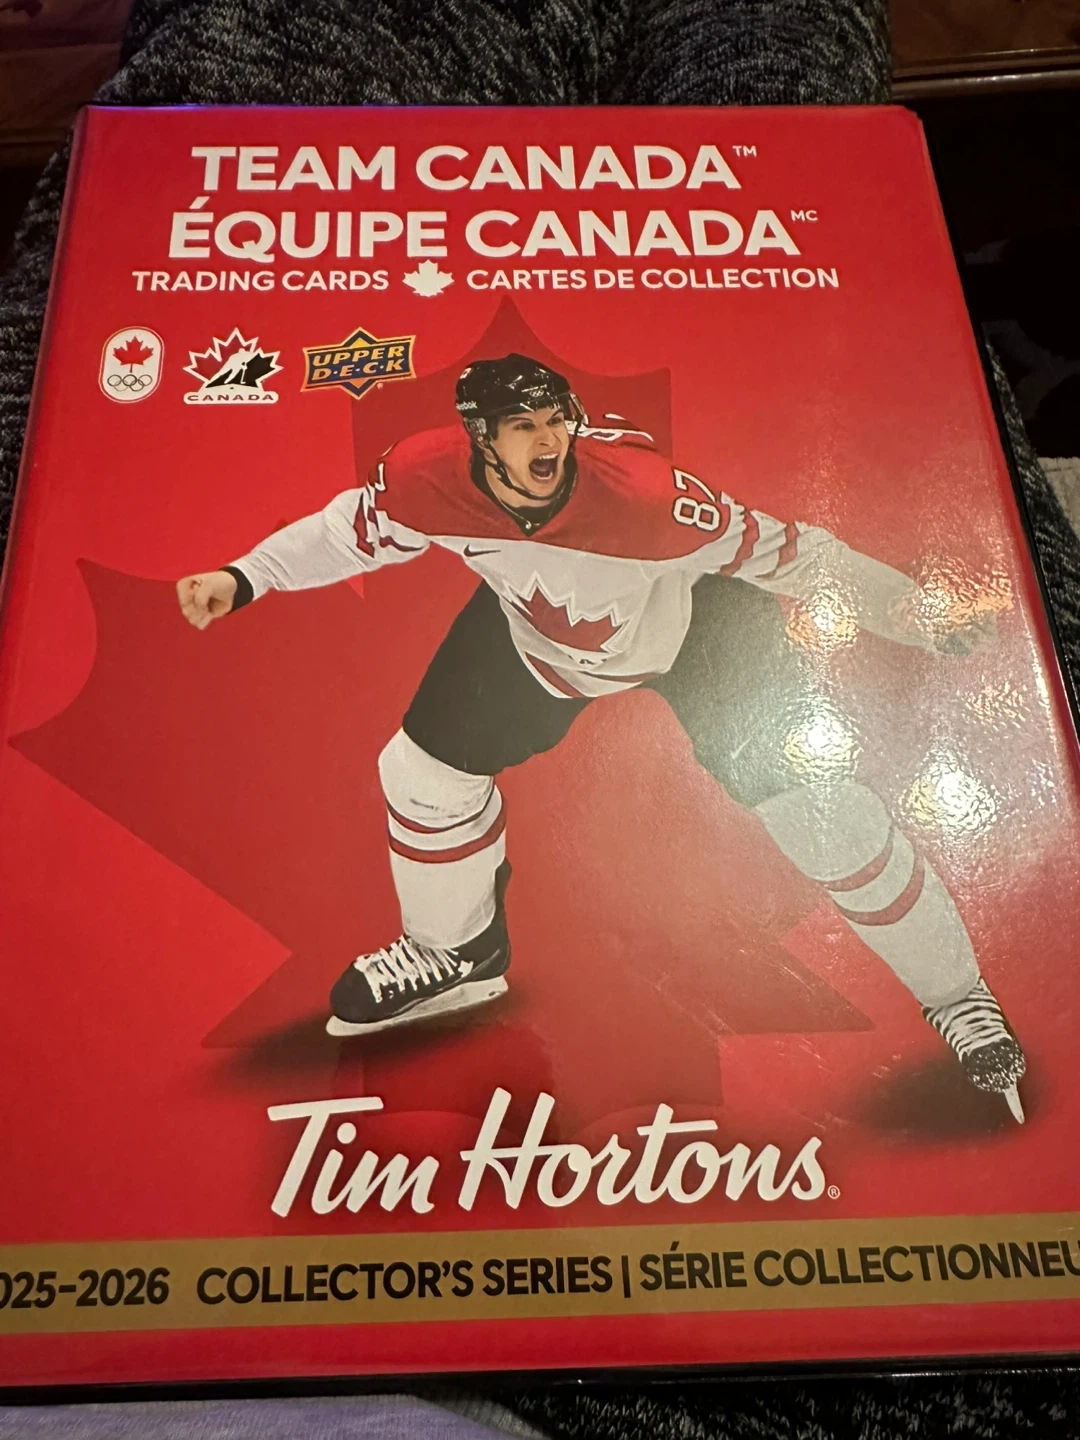 TEAM CANADA™
ÉQUIPE CANADA MC
TRADING CARDS CARTES DE COLLECTION
CANADA
UPPER
D·E·C·K
Reebok
87
Tim Hortons®
025-2026 COLLECTOR'S SERIES | SÉRIE COLLECTIONNEU